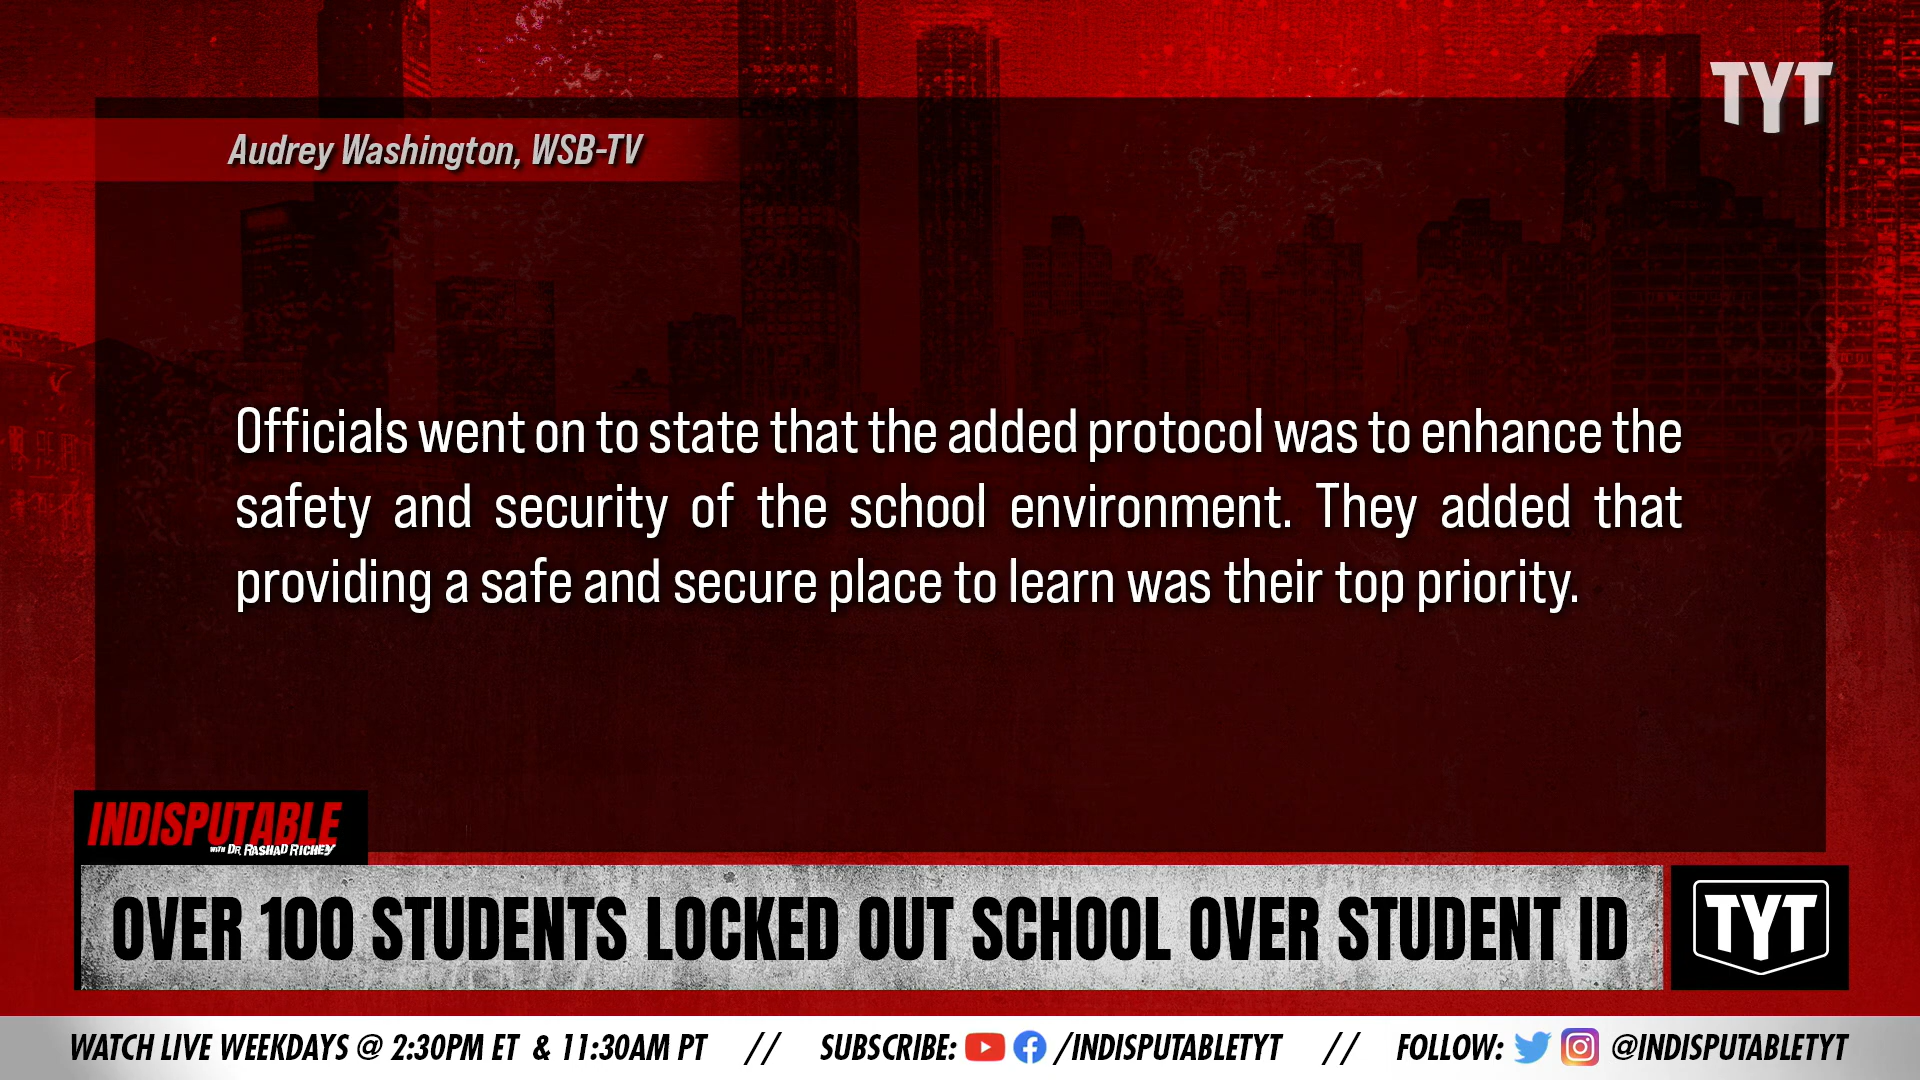 TYT
Audrey Washington, WSB-TV
Officials went on to state that the added protocol was to enhance the
safety and security of the school environment. They added that
providing a safe and secure place to learn was their top priority.
INDISPUTABLE
WITH DR RASHAD RICHEY
OVER 100 STUDENTS LOCKED OUT SCHOOL OVER STUDENT ID
TYT
WATCH LIVE WEEKDAYS @ 2:30PM ET & 11:30AM PT // SUBSCRIBE: /INDISPUTABLETYT // FOLLOW: @INDISPUTABLETYT